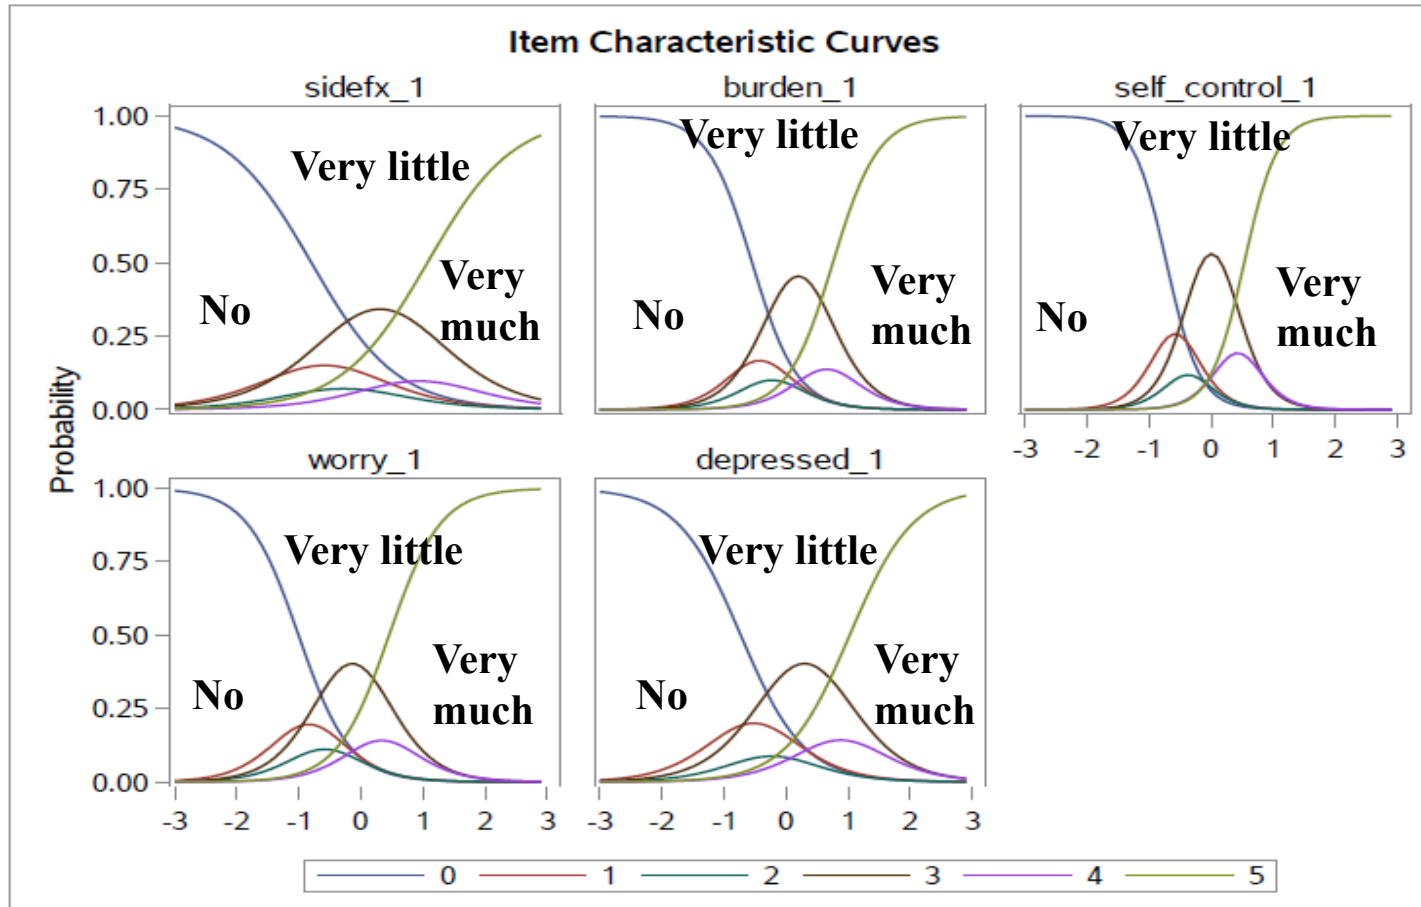 Item Characteristic Curves
sidefx_1
burden_1
self_control_1
1.00
0.75
0.50
0.25
0.00
Very little
No
Very
much
Very little
No
Very
much
Very little
No
Very
much
-3 -2 -1 0 1 2 3
Probability
worry_1
depressed_1
1.00
0.75
0.50
0.25
0.00
Very little
No
Very
much
Very little
No
Very
much
-3 -2 -1 0 1 2 3
-3 -2 -1 0 1 2 3
0 1 2 3 4 5